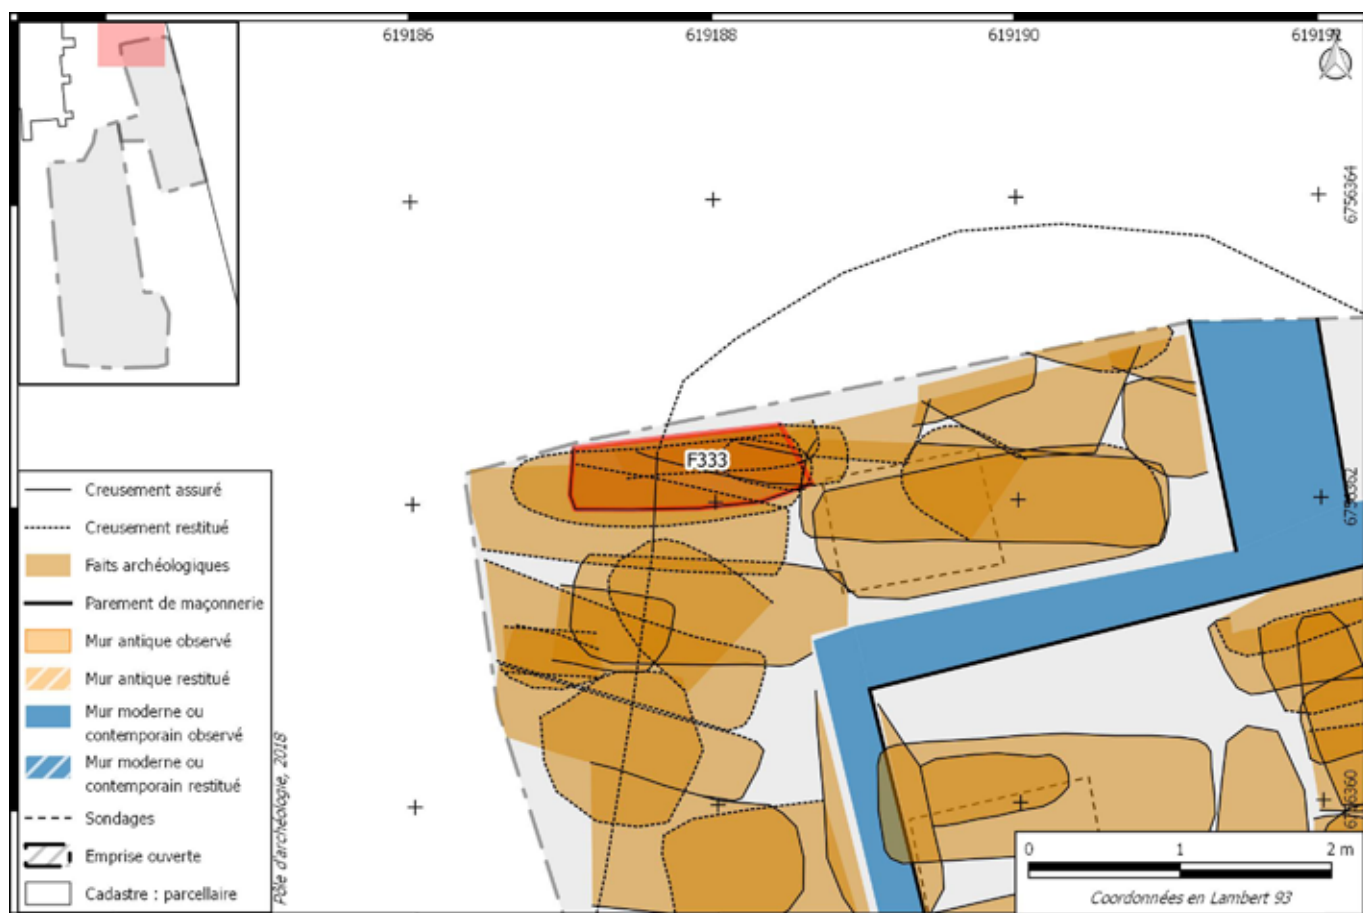 619186
619188
619190
619192
N
6756364
F333
6756362
Creusement assuré
Creusement restitué
Faits archéologiques
Parement de maçonnerie
Mur antique observé
Mur antique restitué
Mur moderne ou
contemporain observé
Mur moderne ou
contemporain restitué
Sondages
Emprise ouverte
Cadastre : parcellaire
Pôle d'archéologie, 2018
6756360
0 1 2 m
Coordonnées en Lambert 93